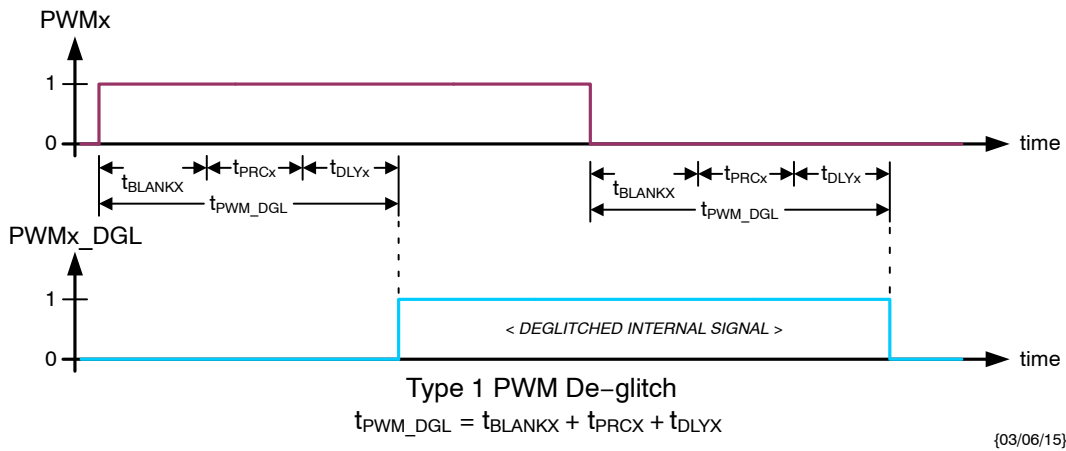 PWMx
1
0
time
tBLANKX
tPRCx
tDLYx
tBLANKX
tPRCx
tDLYx
tPWM_DGL
tPWM_DGL
PWMx_DGL
1
< DEGLITCHED INTERNAL SIGNAL >
0
time
Type 1 PWM De−glitch
tPWM_DGL = tBLANKX + tPRCX + tDLYX
{03/06/15}